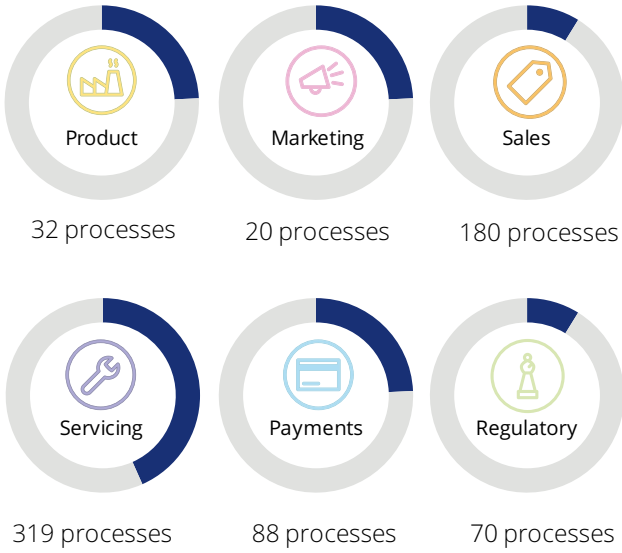 Product
Marketing
Sales
32 processes
20 processes
180 processes
Servicing
Payments
Regulatory
319 processes
88 processes
70 processes